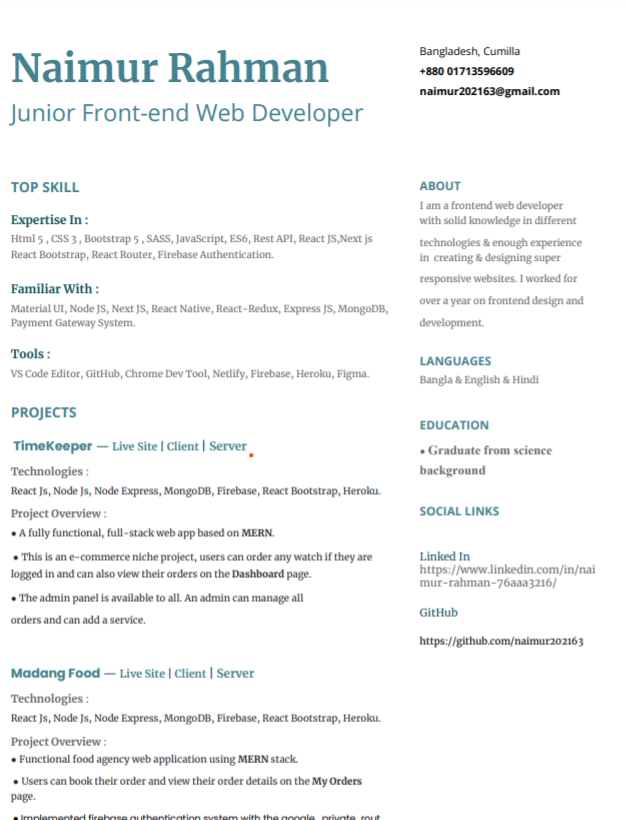 Naimur Rahman
Junior Front-end Web Developer
Bangladesh, Cumilla
+880 01713596609
naimur202163@gmail.com
TOP SKILL
Expertise In :
Html 5 , CSS 3 , Bootstrap 5 , SASS, JavaScript, ES6, Rest API, React JS,Next js
React Bootstrap, React Router, Firebase Authentication.
Familiar With :
Material UI, Node JS, Next JS, React Native, React-Redux, Express JS, MongoDB,
Payment Gateway System.
Tools :
VS Code Editor, GitHub, Chrome Dev Tool, Netlify, Firebase, Heroku, Figma.
PROJECTS
TimeKeeper — Live Site | Client | Server
Technologies :
React Js, Node Js, Node Express, MongoDB, Firebase, React Bootstrap, Heroku.
Project Overview :
• A fully functional, full-stack web app based on MERN.
• This is an e-commerce niche project, users can order any watch if they are
logged in and can also view their orders on the Dashboard page.
• The admin panel is available to all. An admin can manage all
orders and can add a service.
Madang Food — Live Site | Client | Server
Technologies :
React Js, Node Js, Node Express, MongoDB, Firebase, React Bootstrap, Heroku.
Project Overview :
• Functional food agency web application using MERN stack.
• Users can book their order and view their order details on the My Orders
page.
• Implemented firebase authentication system with the google, private, rout
ABOUT
I am a frontend web developer
with solid knowledge in different
technologies & enough experience
in creating & designing super
responsive websites. I worked for
over a year on frontend design and
development.
LANGUAGES
Bangla & English & Hindi
EDUCATION
• Graduate from science
background
SOCIAL LINKS
Linked In
https://www.linkedin.com/in/nai
mur-rahman-76aaa3216/
GitHub
https://github.com/naimur202163